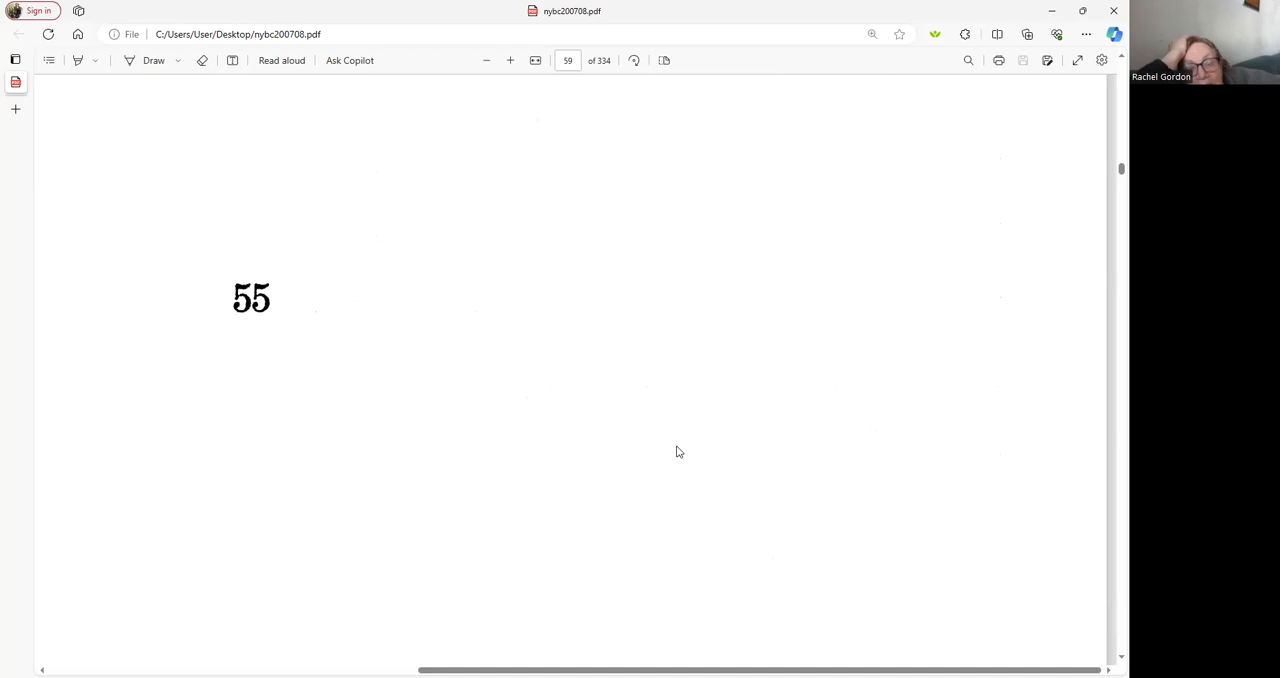 Sign in
nybc200708.pdf
File
C:/Users/User/Desktop/nybc200708.pdf
Draw
Read aloud
Ask Copilot
59 of 334
Rachel Gordon
55